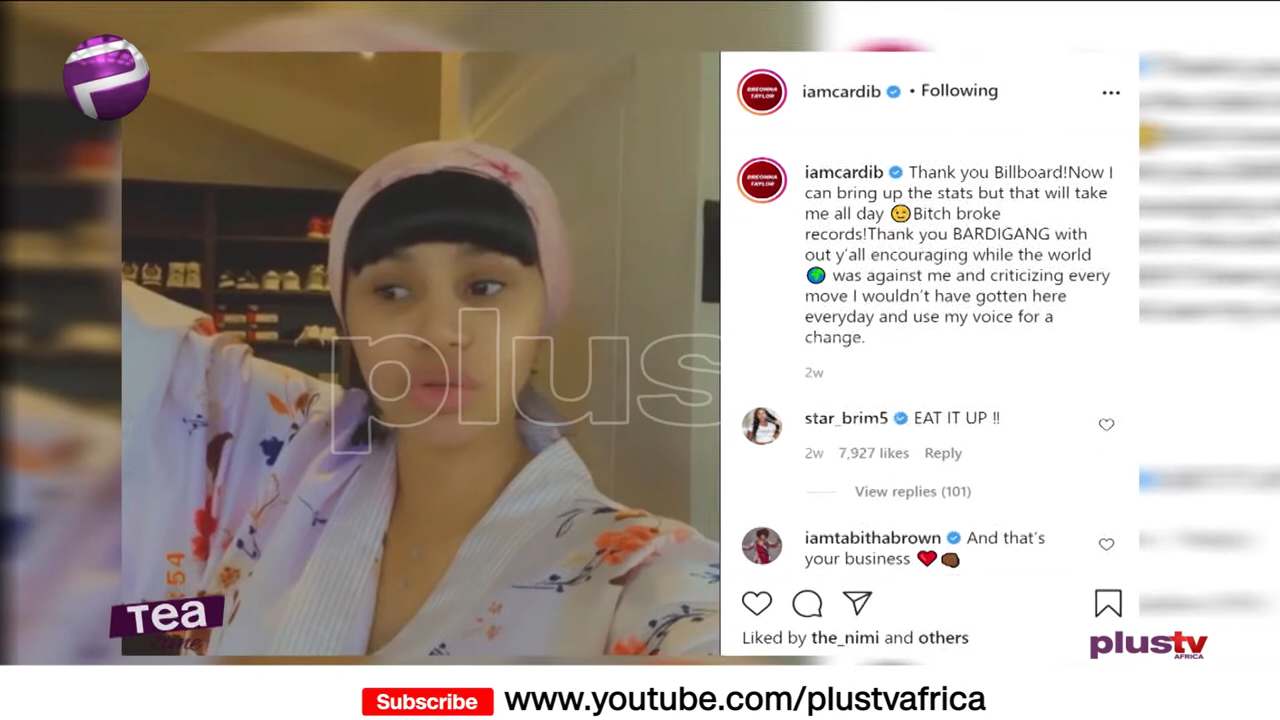 BREONNA
TAYLOR
iamcardib • Following
...
BREONNA
TAYLOR
iamcardib Thank you Billboard!Now I
can bring up the stats but that will take
me all day 😉Bitch broke
records!Thank you BARDIGANG with
out y'all encouraging while the world
🌍 was against me and criticizing every
move I wouldn't have gotten here
everyday and use my voice for a
change.
2w
star_brim5 EAT IT UP !!
2w 7,927 likes Reply
View replies (101)
iamtabithabrown And that's
your business ❤️👊🏿
Liked by the_nimi and others
plus
54
Tea
time
plustv
AFRICA
Subscribe www.youtube.com/plustvafrica